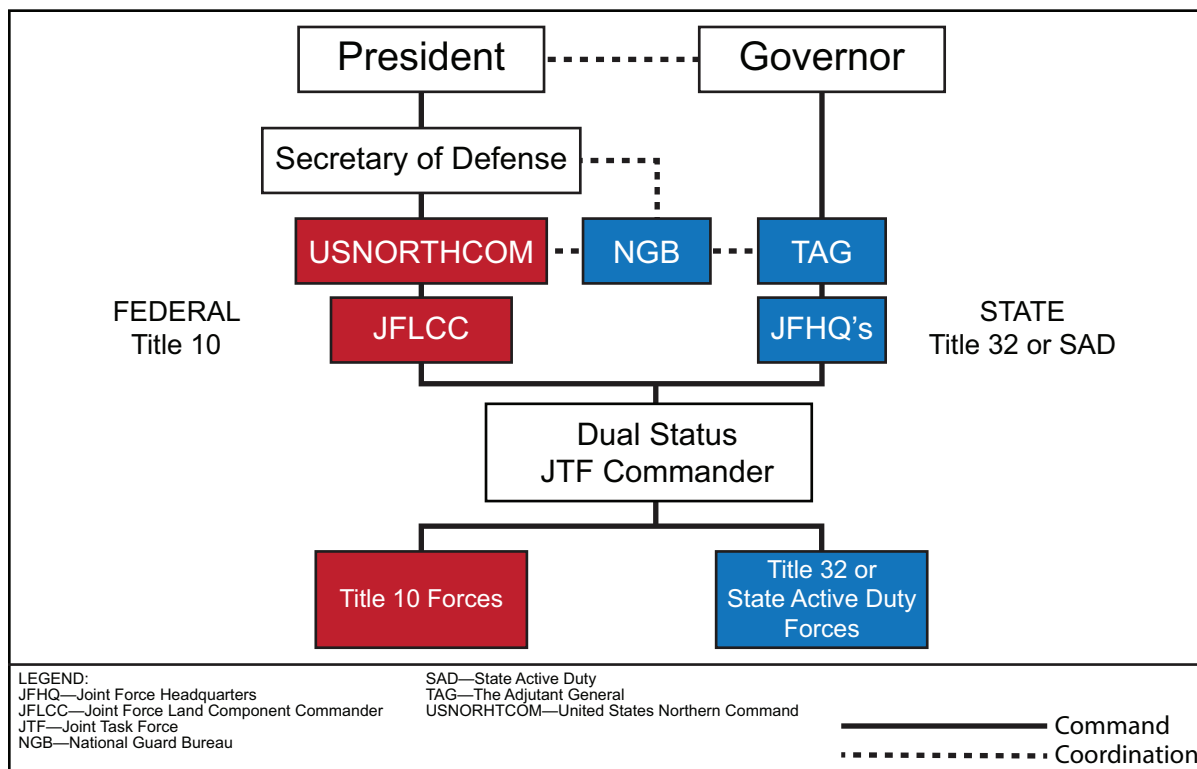 President
Governor
Secretary of Defense
USNORTHCOM
NGB
TAG
FEDERAL
Title 10
JFLCC
JFHQ's
STATE
Title 32 or SAD
Dual Status
JTF Commander
Title 10 Forces
Title 32 or
State Active Duty
Forces
LEGEND:
JFHQ—Joint Force Headquarters
JFLCC—Joint Force Land Component Commander
JTF—Joint Task Force
NGB—National Guard Bureau
SAD—State Active Duty
TAG—The Adjutant General
USNORHTCOM—United States Northern Command
Command
Coordination